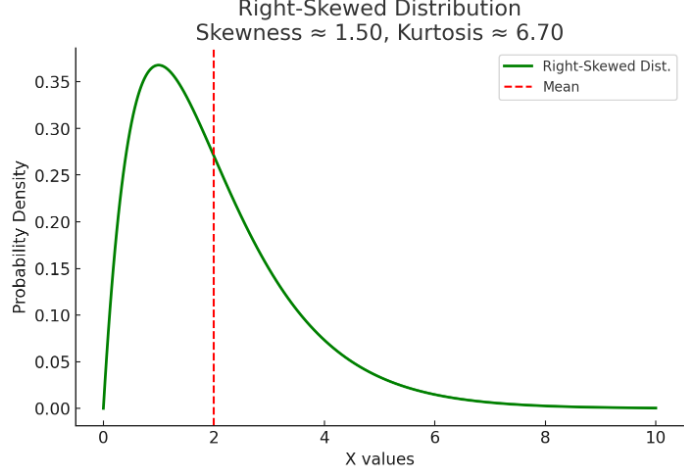 Right-Skewed Distribution
Skewness ≈ 1.50, Kurtosis ≈ 6.70
Right-Skewed Dist.
Mean
Probability Density
0.35
0.30
0.25
0.20
0.15
0.10
0.05
0.00
0
2
4
6
8
10
X values